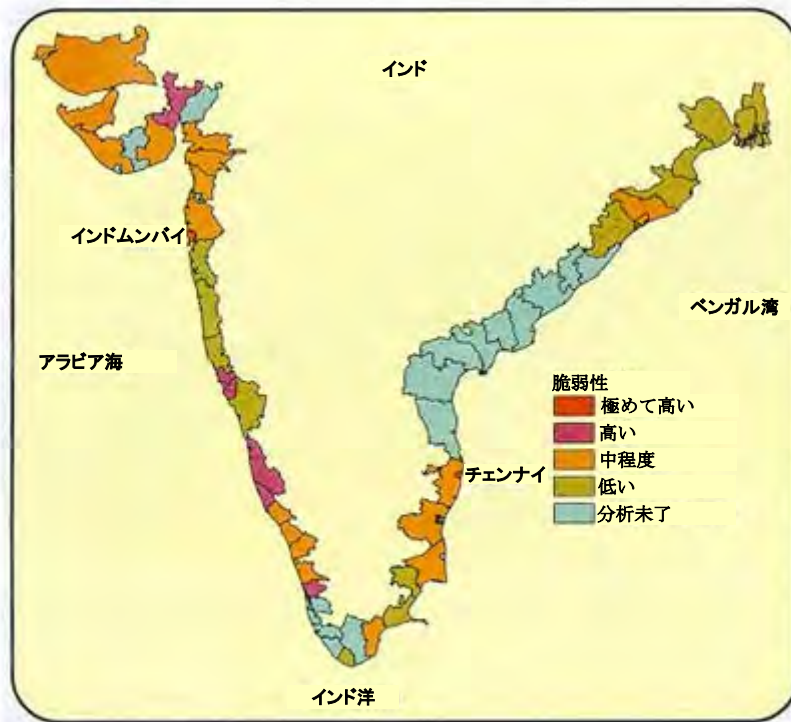 インド
インドムンバイ
ベンガル湾
アラビア海
脆弱性
極めて高い
高い
中程度
チェンナイ
低い
分析未了
インド洋